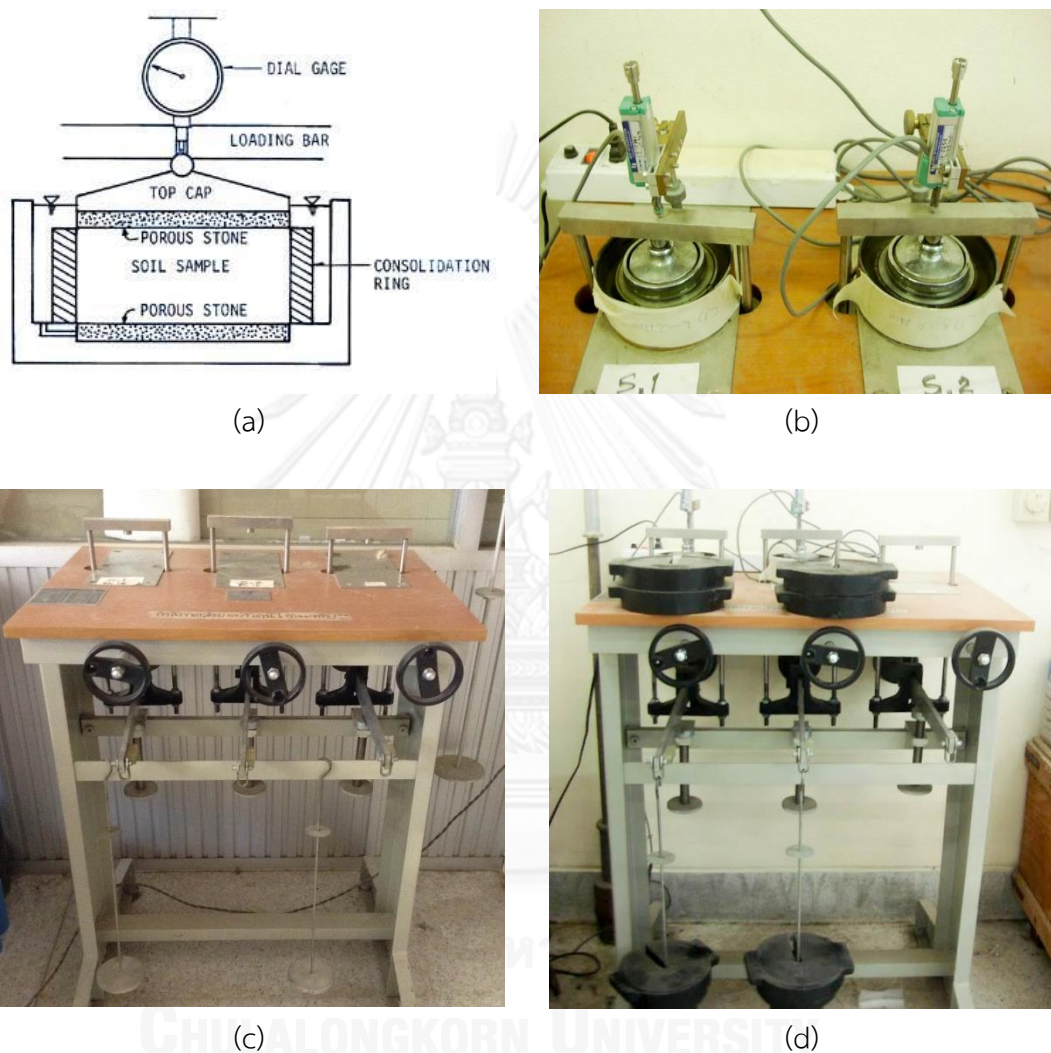 DIAL GAGE
LOADING BAR
TOP CAP
POROUS STONE
SOIL SAMPLE
CONSOLIDATION
RING
POROUS STONE
(a)
S.1
S.2
(b)
(c)
(d)
CHULALONGKORN UNIVERSITY